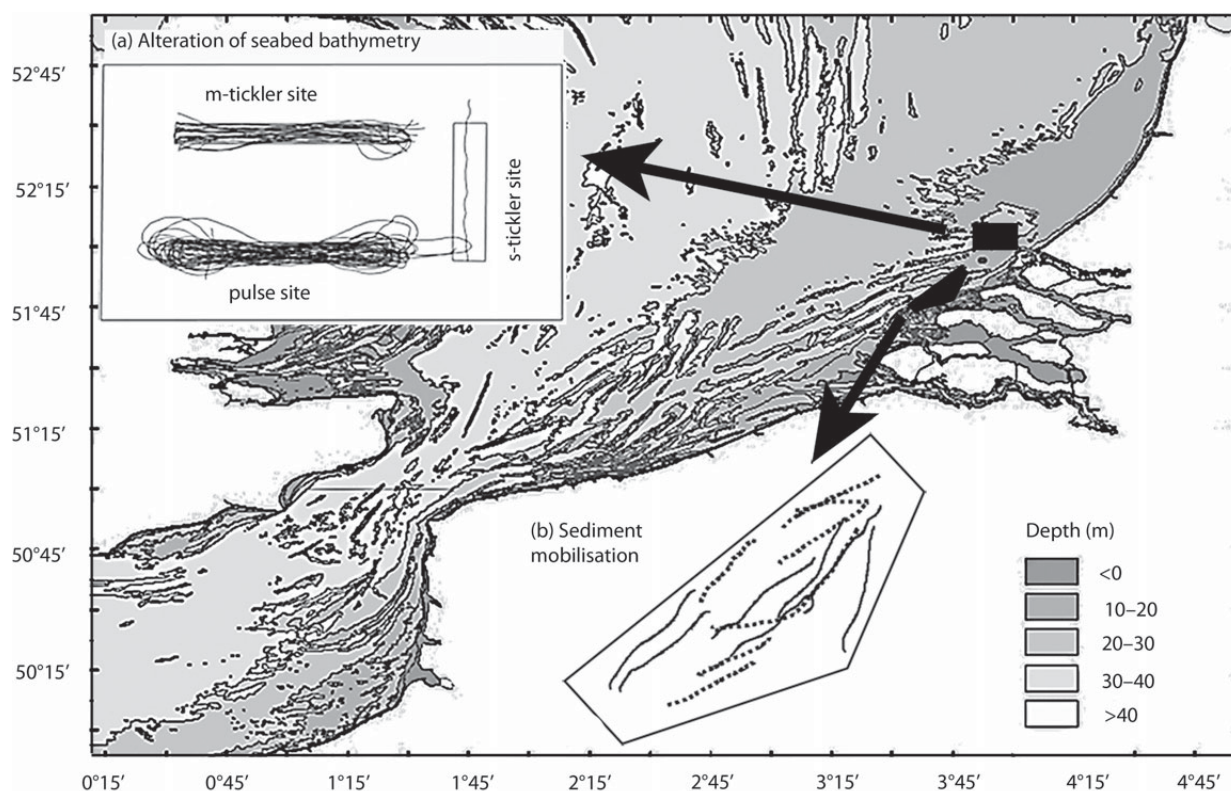 (a) Alteration of seabed bathymetry
m-tickler site
s-tickler site
pulse site
52°45′
52°15′
51°45′
51°15′
50°45′
50°15′
(b) Sediment
mobilisation
Depth (m)
<0
10–20
20–30
30–40
>40
0°15′ 0°45′ 1°15′ 1°45′ 2°15′ 2°45′ 3°15′ 3°45′ 4°15′ 4°45′